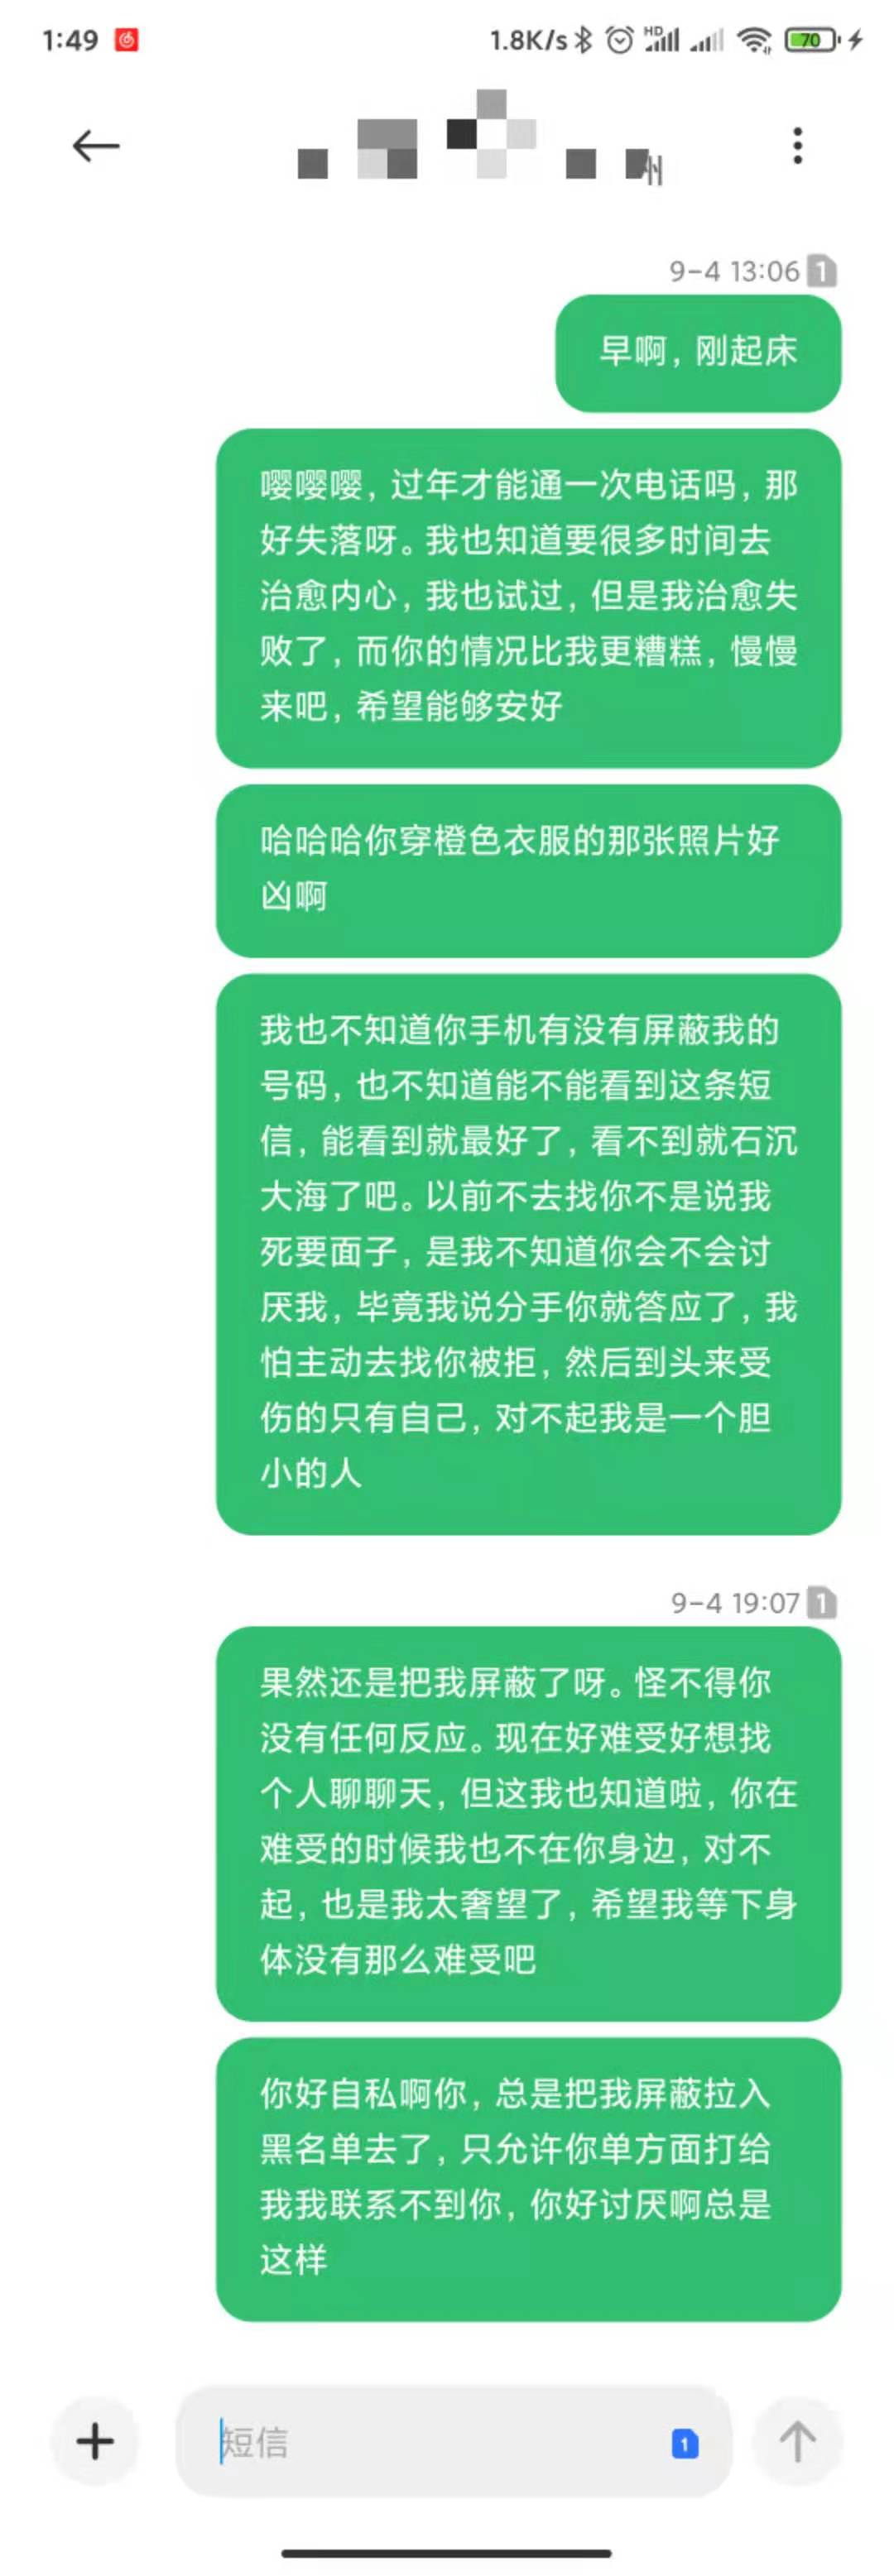 1:49
1.8K/s
HD
70
9-4 13:06 1
早啊，刚起床
嘤嘤嘤，过年才能通一次电话吗，那
好失落呀。我也知道要很多时间去
治愈内心，我也试过，但是我治愈失
败了，而你的情况比我更糟糕，慢慢
来吧，希望能够安好
哈哈哈你穿橙色衣服的那张照片好
凶啊
我也不知道你手机有没有屏蔽我的
号码，也不知道能不能看到这条短
信，能看到就最好了，看不到就石沉
大海了吧。以前不去找你不是说我
死要面子，是我不知道你会不会讨
厌我，毕竟我说分手你就答应了，我
怕主动去找你被拒，然后到头来受
伤的只有自己，对不起我是一个胆
小的人
9-4 19:07 1
果然还是把我屏蔽了呀。怪不得你
没有任何反应。现在好难受好想找
个人聊聊天，但这我也知道啦，你在
难受的时候我也不在你身边，对不
起，也是我太奢望了，希望我等下身
体没有那么难受吧
你好自私啊你，总是把我屏蔽拉入
黑名单去了，只允许你单方面打给
我我联系不到你，你好讨厌啊总是
这样
短信
1